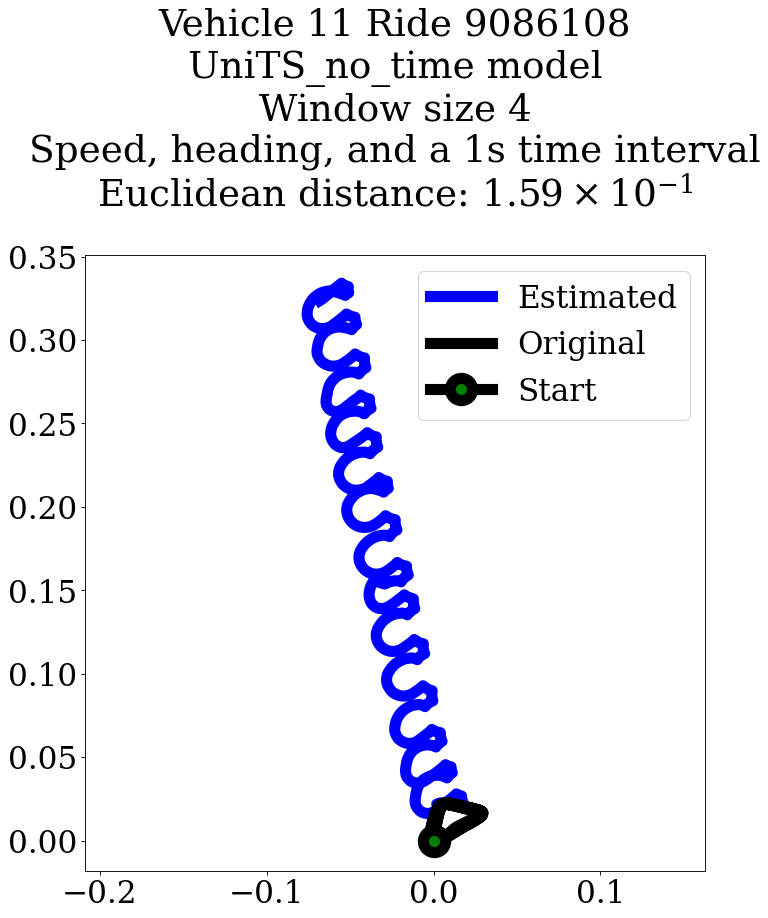 Vehicle 11 Ride 9086108
UniTS_no_time model
Window size 4
Speed, heading, and a 1s time interval
Euclidean distance: 1.59 × 10⁻¹
0.35
0.30
0.25
0.20
0.15
0.10
0.05
0.00
−0.2
−0.1
0.0
0.1
Estimated
Original
Start